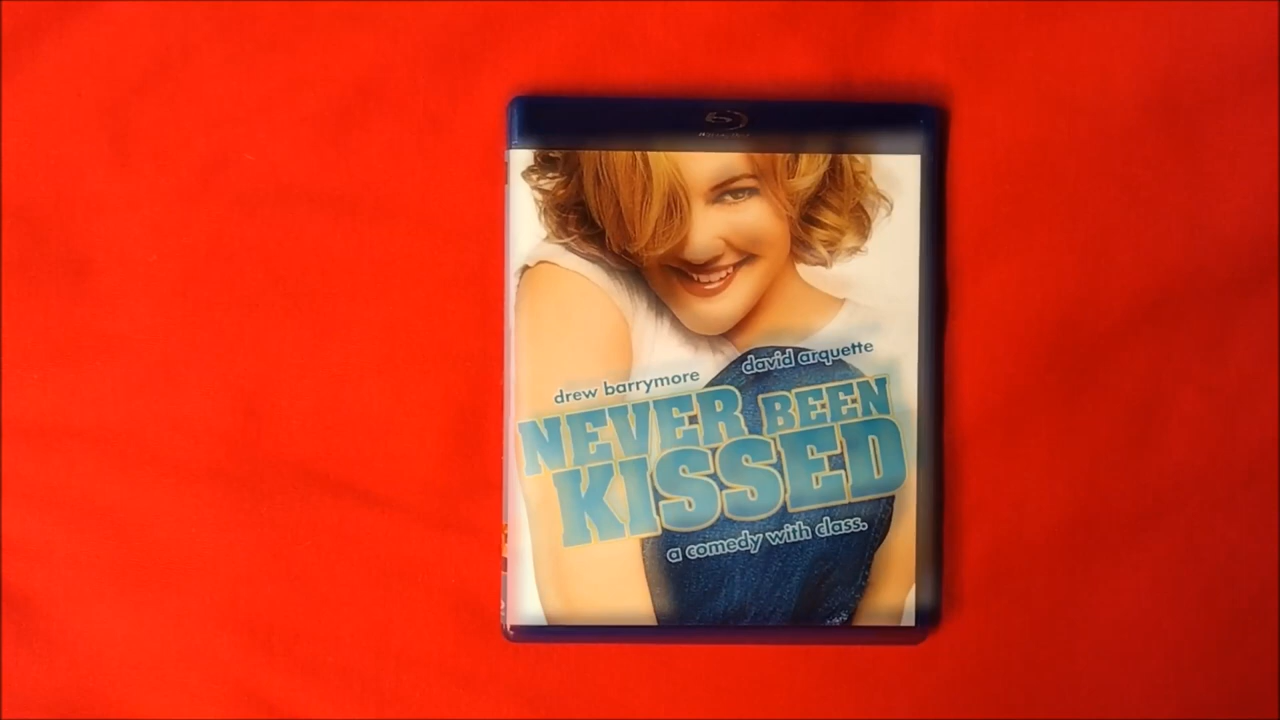 drew barrymore david arquette
NEVER BEEN
KISSED
a comedy with class.